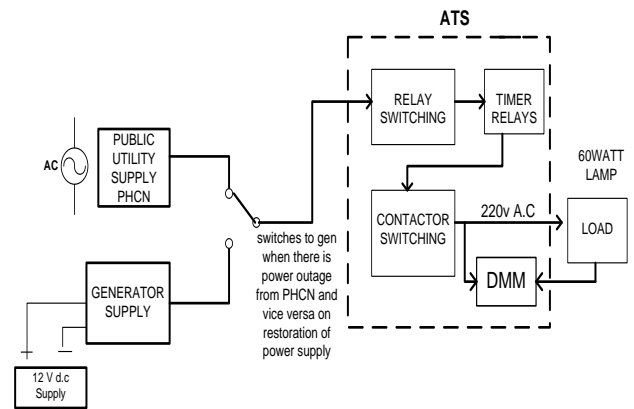 ATS
RELAY
SWITCHING
TIMER
RELAYS
AC
PUBLIC
UTILITY
SUPPLY
PHCN
60WATT
LAMP
CONTACTOR
SWITCHING
220v A.C
LOAD
DMM
switches to gen
when there is
power outage
from PHCN and
vice versa on
restoration of
power supply
GENERATOR
SUPPLY
+ −
12 V d.c
Supply